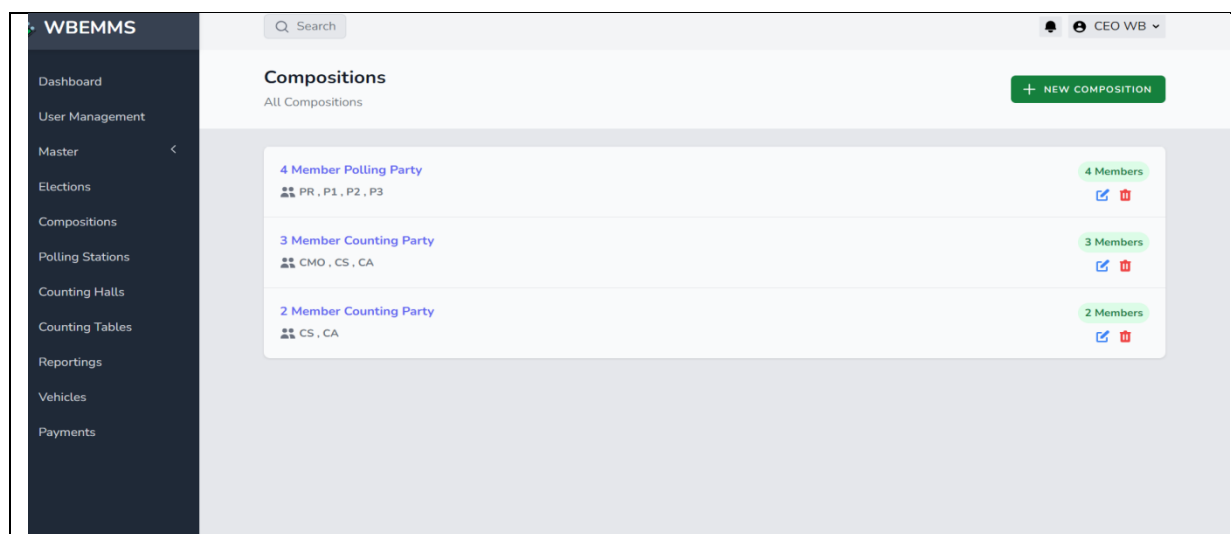 WBEMMS
Search
CEO WB
Dashboard
User Management
Master
Elections
Compositions
Polling Stations
Counting Halls
Counting Tables
Reportings
Vehicles
Payments
Compositions
All Compositions
+ NEW COMPOSITION
4 Member Polling Party
4 Members
PR , P1 , P2 , P3
3 Member Counting Party
3 Members
CMO , CS , CA
2 Member Counting Party
2 Members
CS , CA